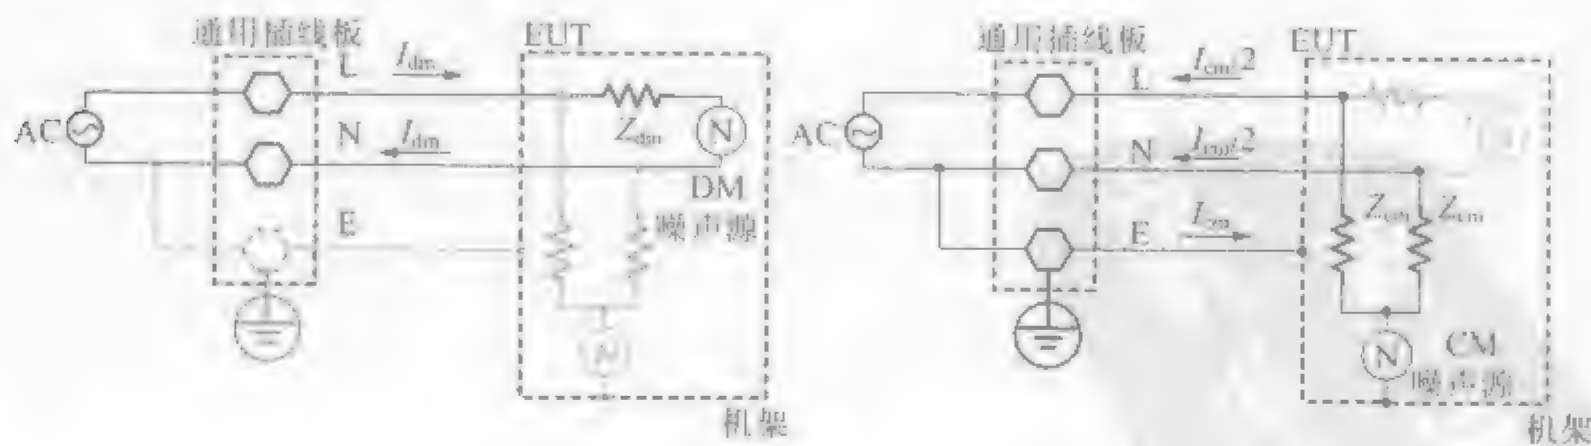 通用插线板
EUT
L
I_dm
AC
N
I_dm
Z_dm
N
DM
噪声源
E
N
机架
通用插线板
EUT
L
I_cm/2
AC
N
I_cm/2
Z_cm
Z_cm
E
I_cm
N
CM
噪声源
机架